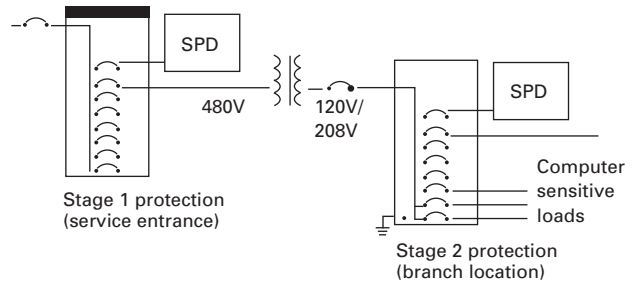 SPD
480V
120V/
208V
SPD
Computer
sensitive
loads
Stage 1 protection
(service entrance)
Stage 2 protection
(branch location)